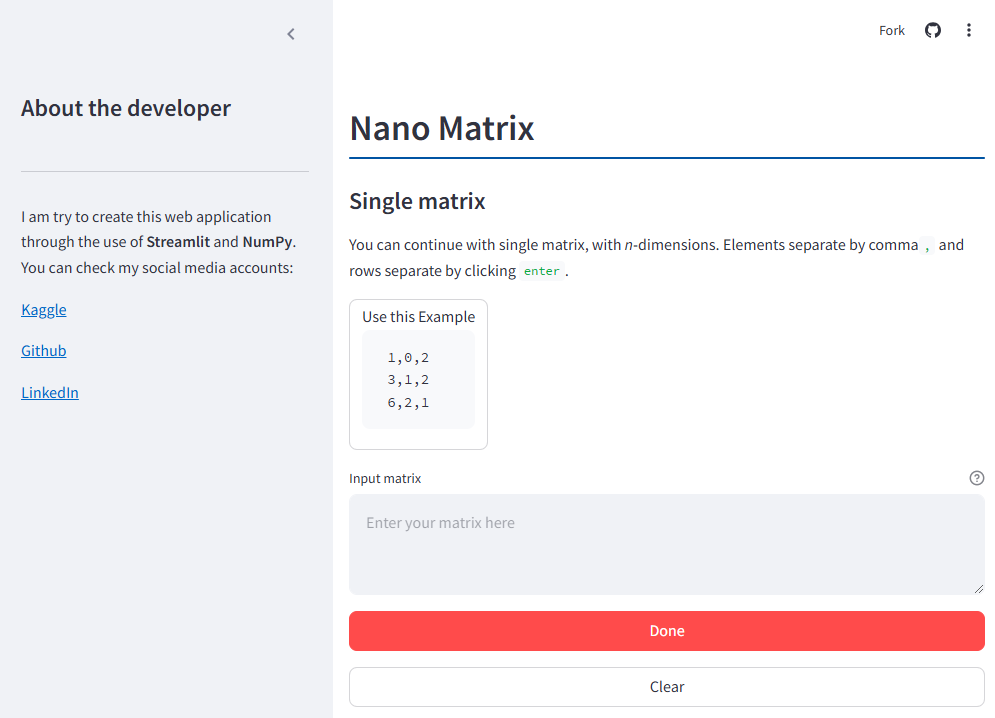 Fork
About the developer
Nano Matrix
Single matrix
I am try to create this web application
through the use of Streamlit and NumPy.
You can check my social media accounts:
Kaggle
Github
LinkedIn
You can continue with single matrix, with n-dimensions. Elements separate by comma , and
rows separate by clicking enter .
Use this Example
1,0,2
3,1,2
6,2,1
Input matrix
Enter your matrix here
Done
Clear